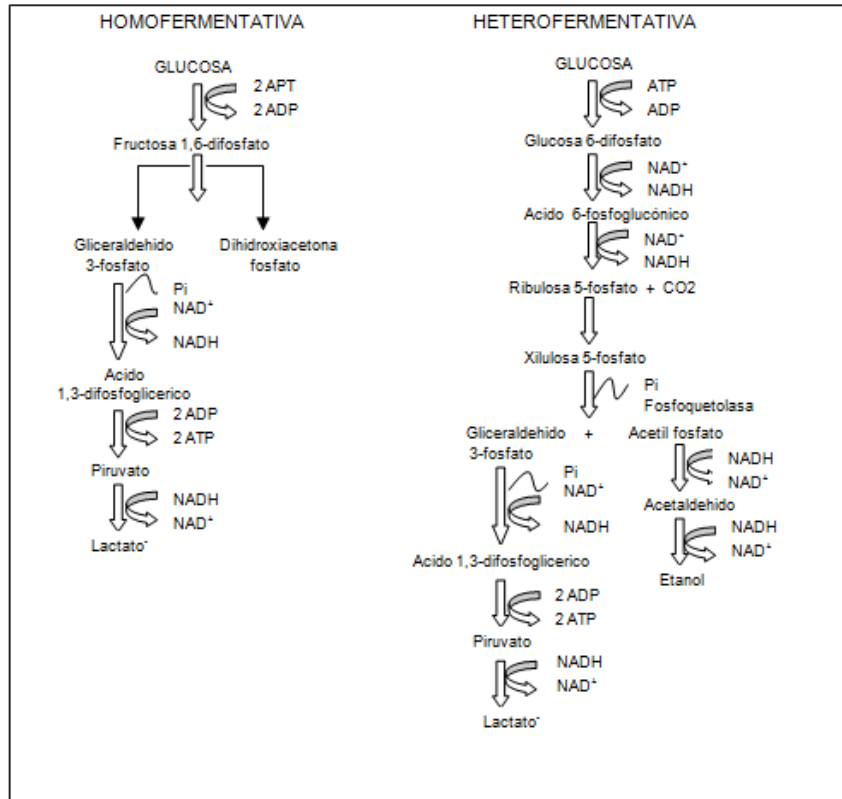 HOMOFERMENTATIVA
GLUCOSA
2 APT
2 ADP
Fructosa 1,6-difosfato
Gliceraldehido
3-fosfato
Dihidroxiacetona
fosfato
Pi
NAD⁺
NADH
Acido
1,3-difosfoglicerico
2 ADP
2 ATP
Piruvato
NADH
NAD⁺
Lactato⁻
HETEROFERMENTATIVA
GLUCOSA
ATP
ADP
Glucosa 6-difosfato
NAD⁺
NADH
Acido 6-fosfoglucónico
NAD⁺
NADH
Ribulosa 5-fosfato + CO2
Xilulosa 5-fosfato
Pi
Fosfoquetolasa
Gliceraldehido +
3-fosfato
Acetil fosfato
Pi
NAD⁺
NADH
NADH
NAD⁺
Acetaldehido
NADH
NAD⁺
Etanol
Acido 1,3-difosfoglicerico
2 ADP
2 ATP
Piruvato
NADH
NAD⁺
Lactato⁻